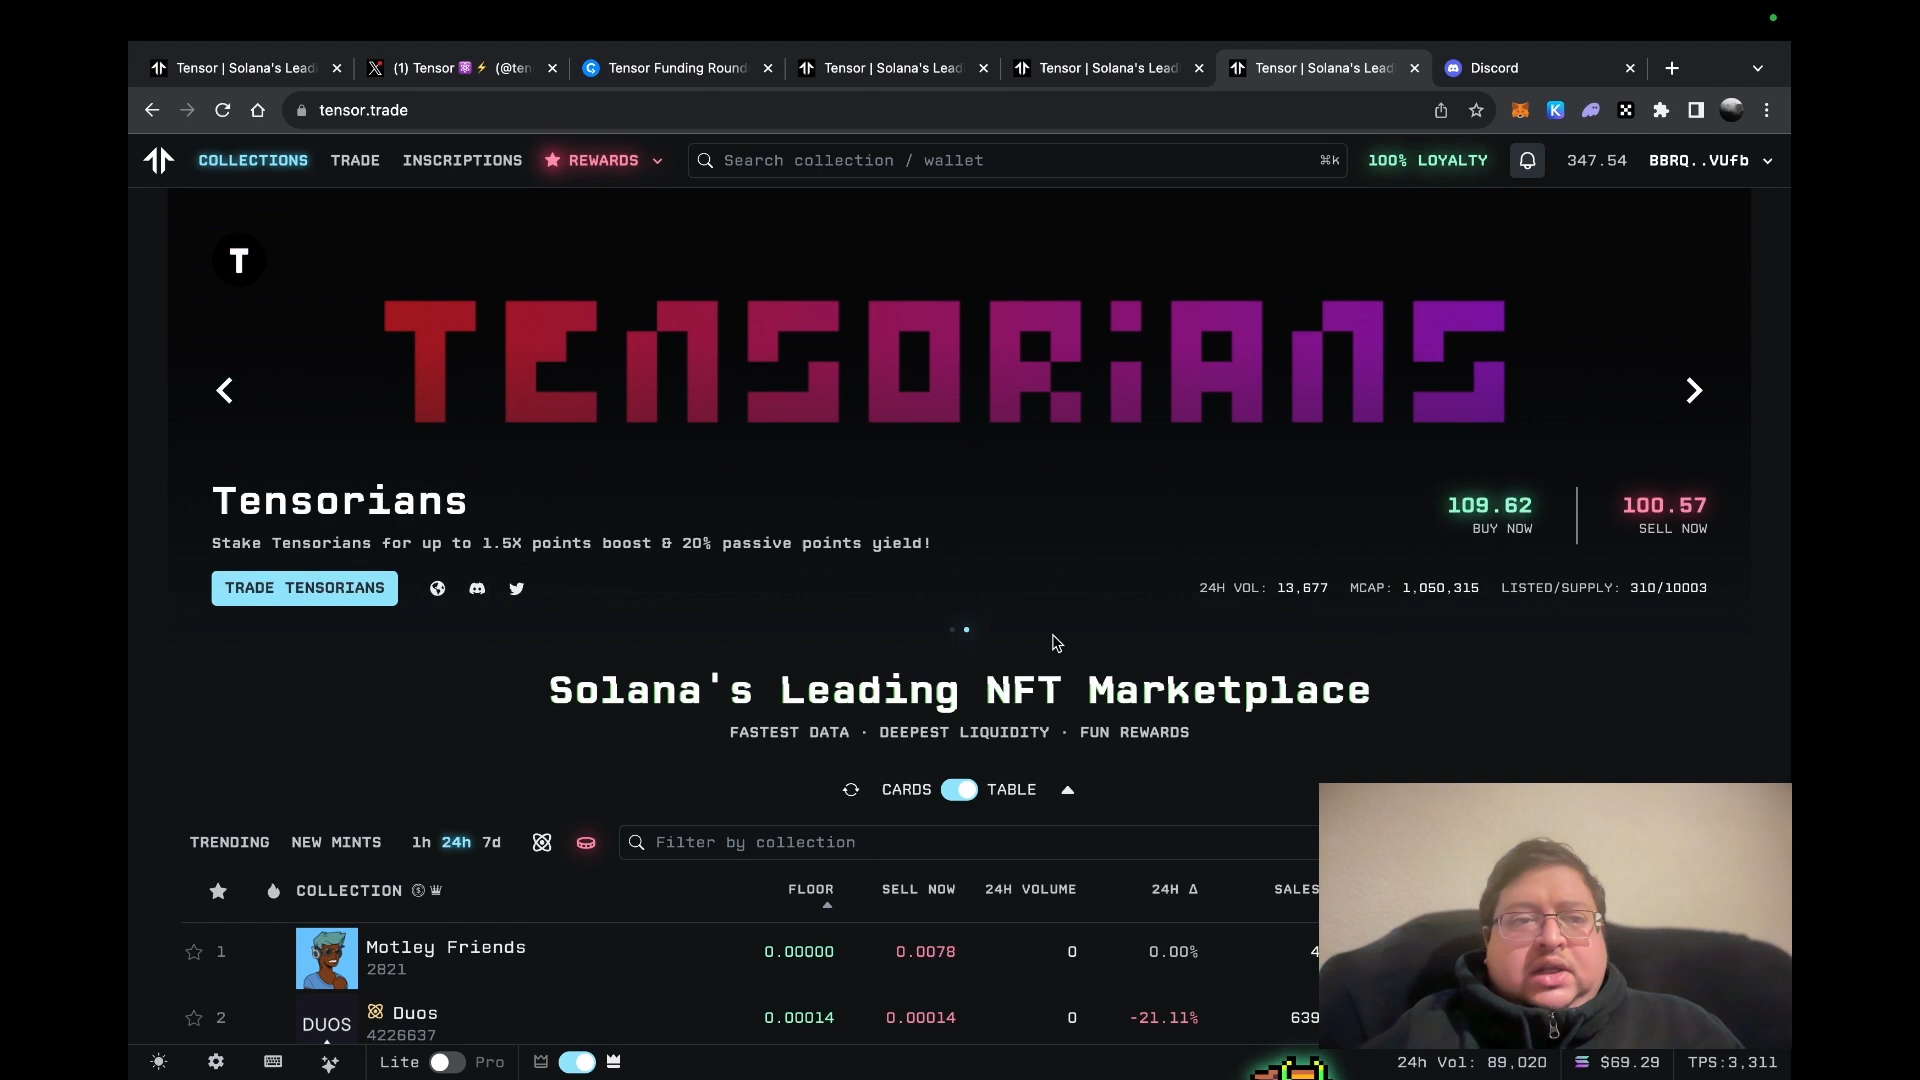 Tensor | Solana's Lead
(1) Tensor ⚡ (@ten
Tensor Funding Round
Tensor | Solana's Lead
Tensor | Solana's Lead
Tensor | Solana's Lead
Discord
tensor.trade
COLLECTIONS TRADE INSCRIPTIONS REWARDS Search collection / wallet ⌘K 100% LOYALTY 347.54 BBRQ..VUfb
T
TENSORiANS
Tensorians
Stake Tensorians for up to 1.5X points boost & 20% passive points yield!
109.62 100.57
BUY NOW SELL NOW
TRADE TENSORIANS
24H VOL: 13,677 MCAP: 1,050,315 LISTED/SUPPLY: 310/10003
Solana's Leading NFT Marketplace
FASTEST DATA · DEEPEST LIQUIDITY · FUN REWARDS
CARDS TABLE
TRENDING NEW MINTS 1h 24h 7d Filter by collection
COLLECTION FLOOR SELL NOW 24H VOLUME 24H Δ SALES
1 Motley Friends 0.00000 0.0078 0 0.00% 4
2821
2 DUOS Duos 0.00014 0.00014 0 -21.11% 639
4226637
Lite Pro 24h Vol: 89,020 $69.29 TPS:3,311